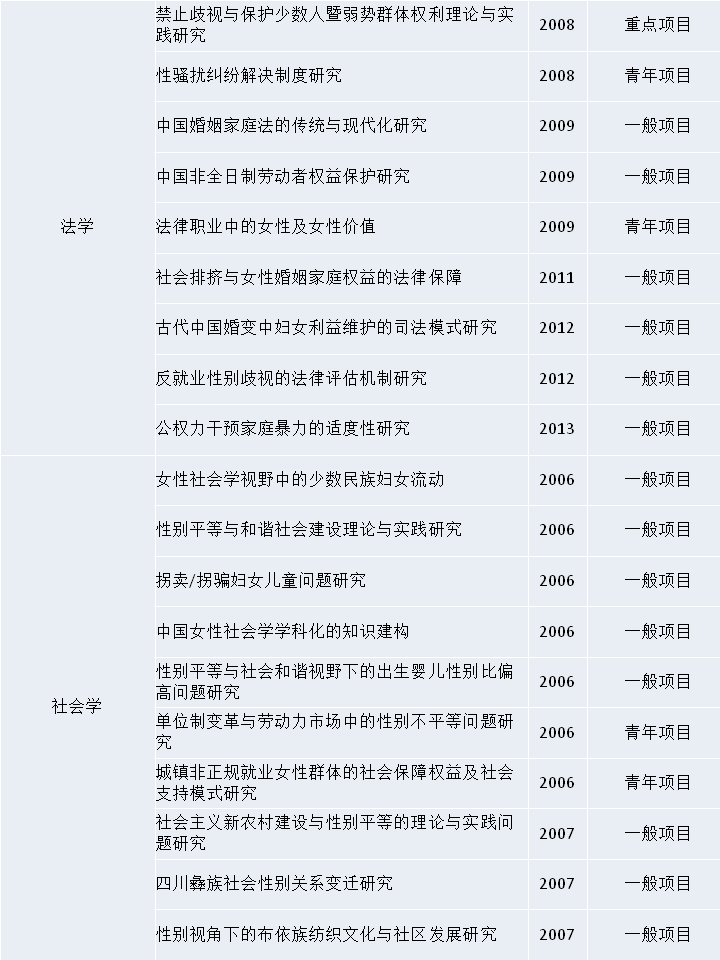 禁止歧视与保护少数人暨弱势群体权利理论与实
践研究
2008
重点项目
性骚扰纠纷解决制度研究
2008
青年项目
中国婚姻家庭法的传统与现代化研究
2009
一般项目
中国非全日制劳动者权益保护研究
2009
一般项目
法学
法律职业中的女性及女性价值
2009
青年项目
社会排挤与女性婚姻家庭权益的法律保障
2011
一般项目
古代中国婚变中妇女利益维护的司法模式研究
2012
一般项目
反就业性别歧视的法律评估机制研究
2012
一般项目
公权力干预家庭暴力的适度性研究
2013
一般项目
女性社会学视野中的少数民族妇女流动
2006
一般项目
性别平等与和谐社会建设理论与实践研究
2006
一般项目
拐卖/拐骗妇女儿童问题研究
2006
一般项目
中国女性社会学学科化的知识建构
2006
一般项目
性别平等与社会和谐视野下的出生婴儿性别比偏
高问题研究
2006
一般项目
社会学
单位制变革与劳动力市场中的性别不平等问题研
究
2006
青年项目
城镇非正规就业女性群体的社会保障权益及社会
支持模式研究
2006
青年项目
社会主义新农村建设与性别平等的理论与实践问
题研究
2007
一般项目
四川彝族社会性别关系变迁研究
2007
一般项目
性别视角下的布依族纺织文化与社区发展研究
2007
一般项目